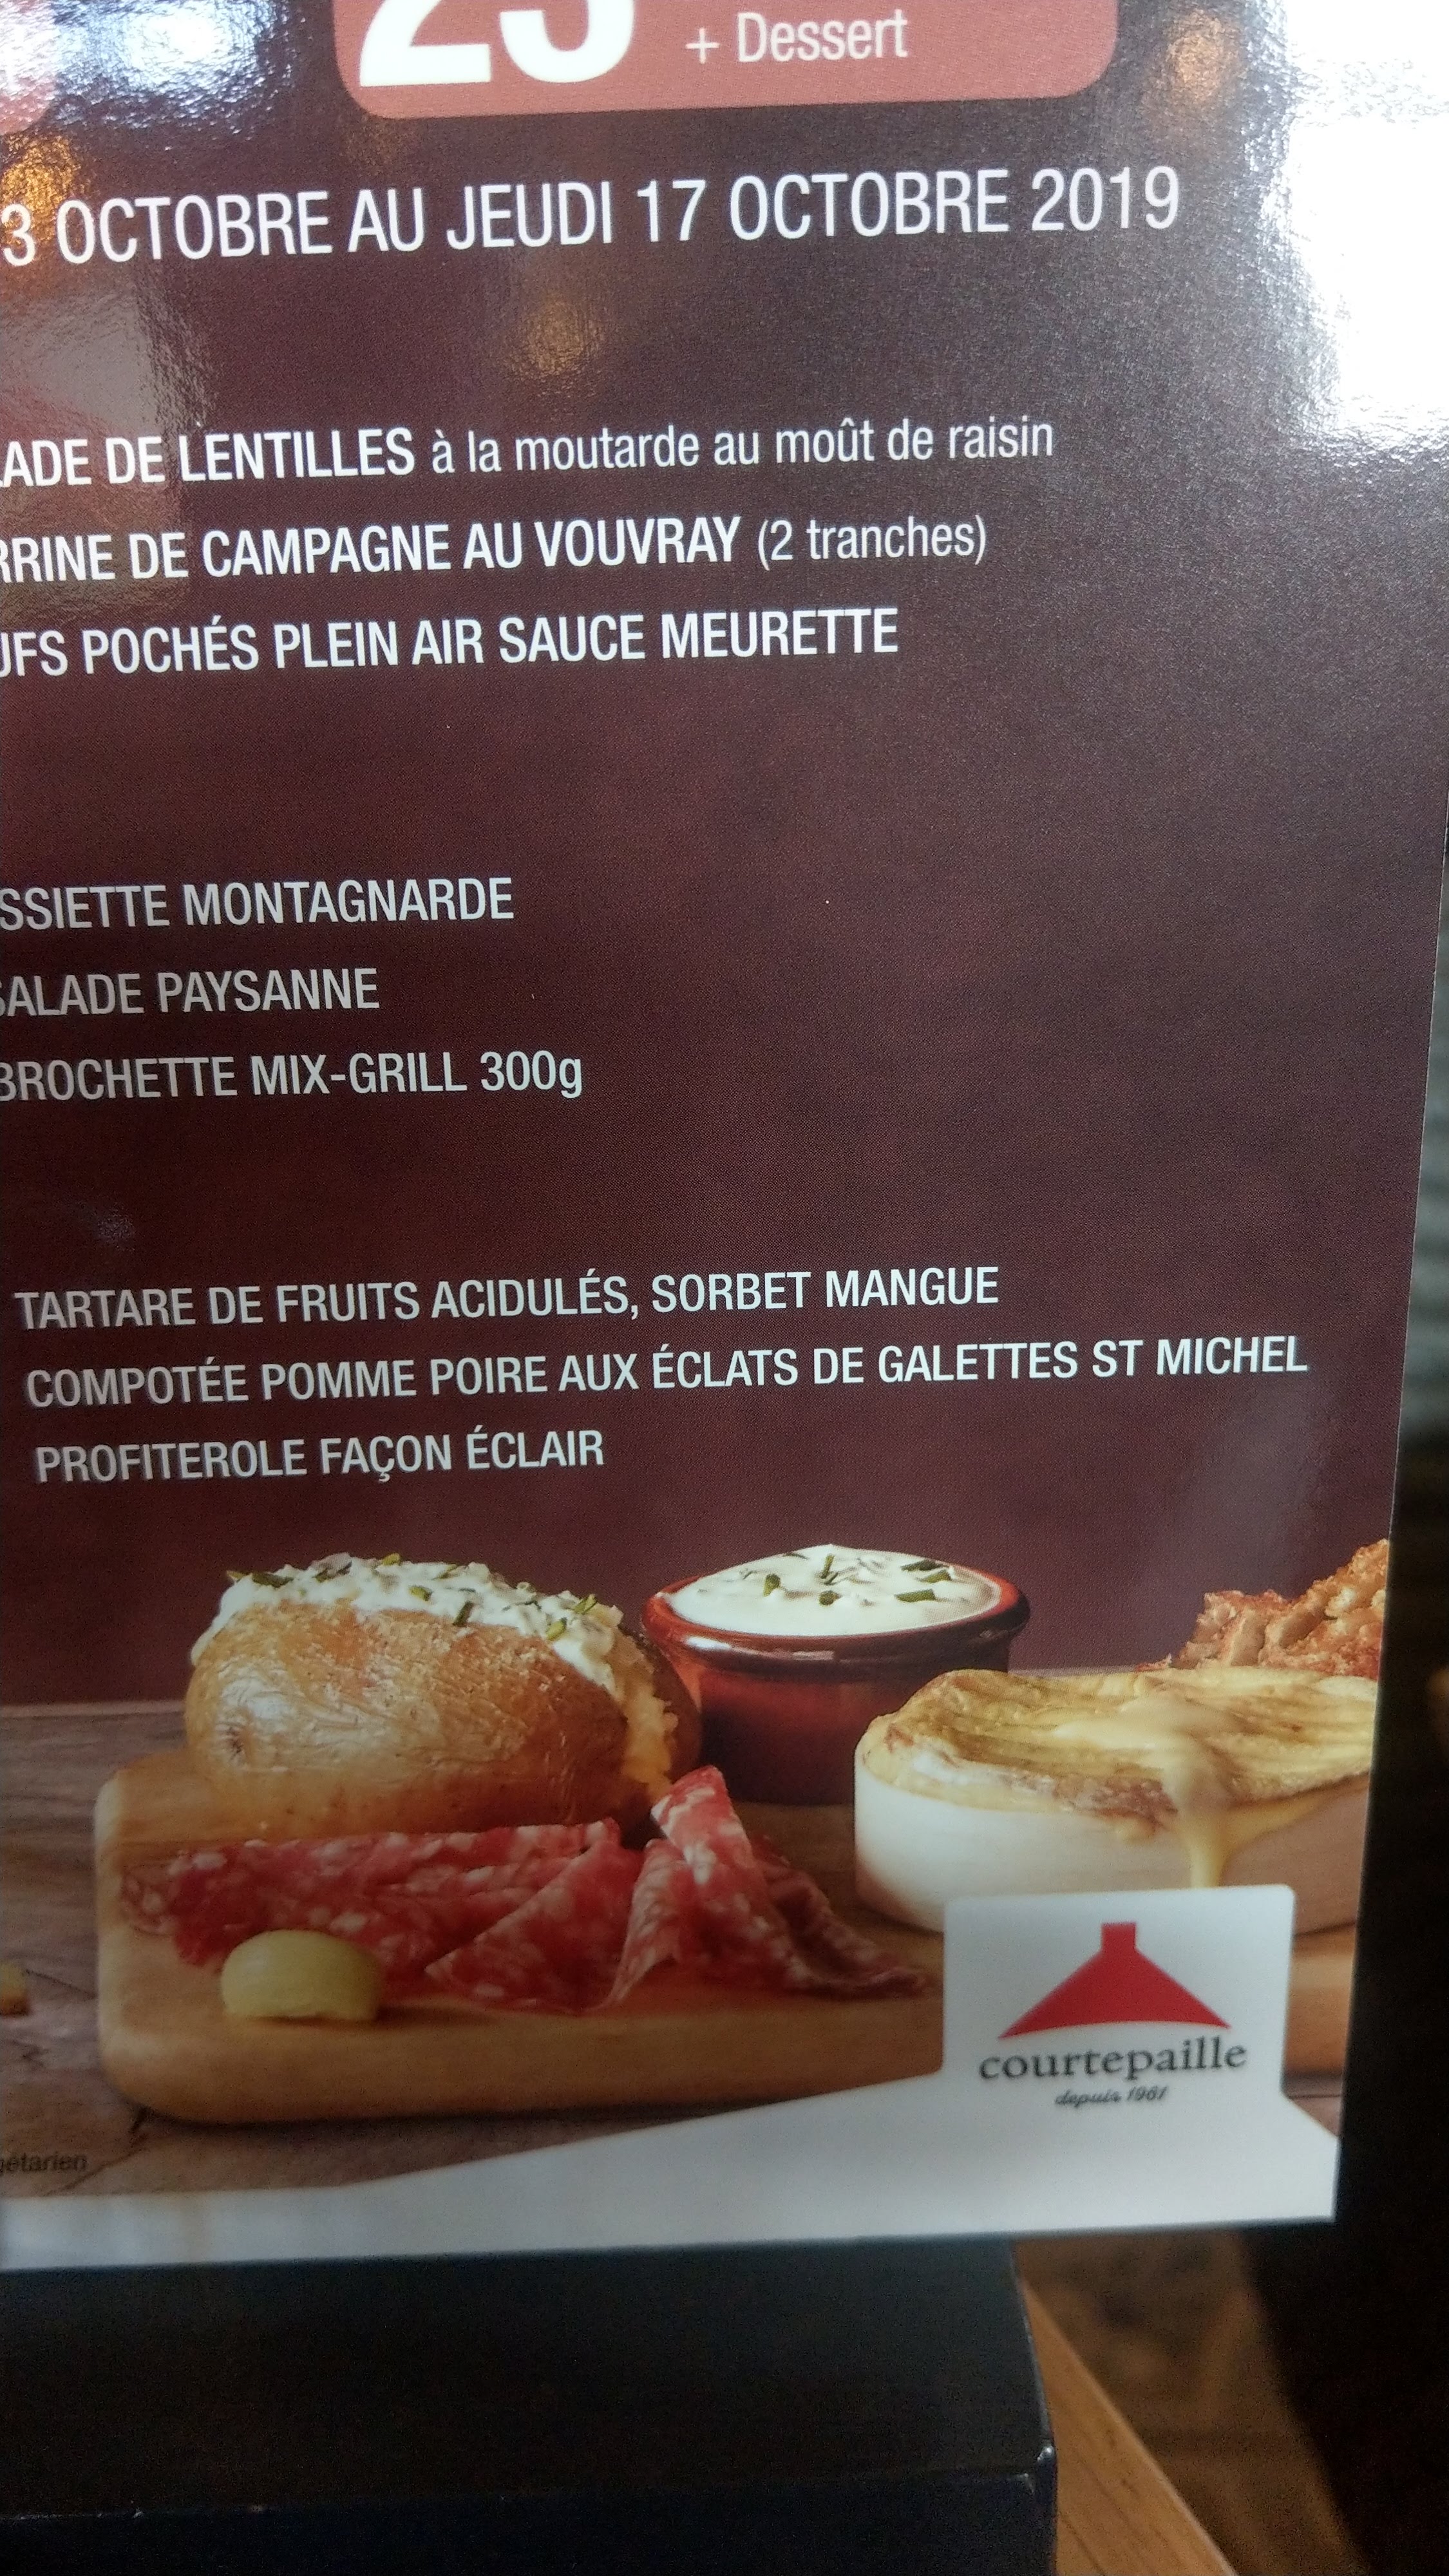 + Dessert
3 OCTOBRE AU JEUDI 17 OCTOBRE 2019
LADE DE LENTILLES à la moutarde au moût de raisin
RRINE DE CAMPAGNE AU VOUVRAY (2 tranches)
UFS POCHÉS PLEIN AIR SAUCE MEURETTE
SSIETTE MONTAGNARDE
SALADE PAYSANNE
BROCHETTE MIX-GRILL 300g
TARTARE DE FRUITS ACIDULÉS, SORBET MANGUE
COMPOTÉE POMME POIRE AUX ÉCLATS DE GALETTES ST MICHEL
PROFITEROLE FAÇON ÉCLAIR
courtepaille
depuis 1961
gétarien